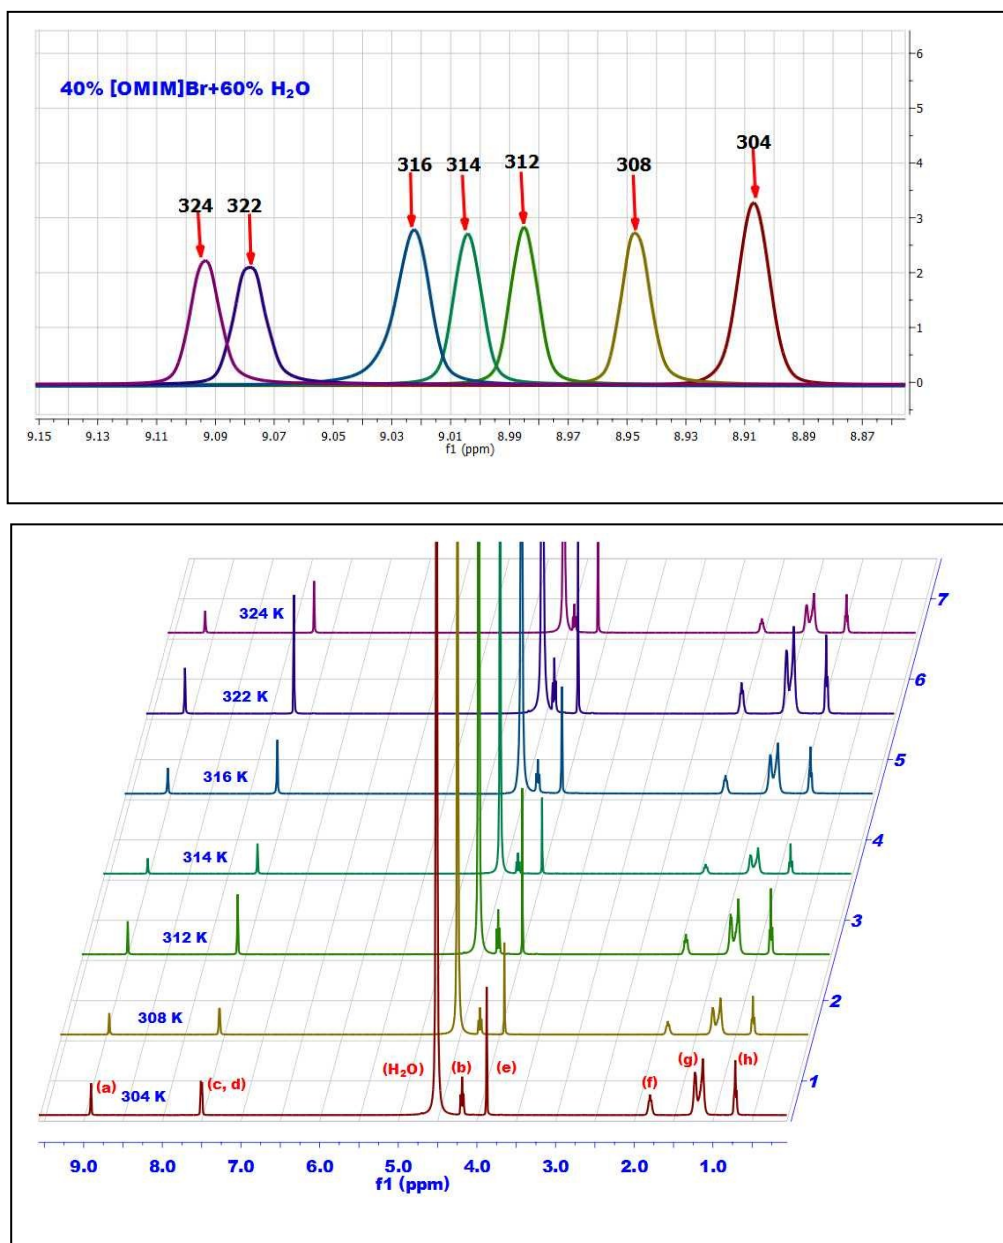 40% [OMIM]Br+60% H₂O
6
5
4
3
2
1
0
304
316 314 312 308
324 322
9.15 9.13 9.11 9.09 9.07 9.05 9.03 9.01 8.99 8.97 8.95 8.93 8.91 8.89 8.87
f1 (ppm)
7
324 K
6
322 K
5
316 K
4
314 K
3
312 K
2
308 K
(H₂O) (b) (e) (g) (h)
(a) (c, d) (f) 1
304 K
9.0 8.0 7.0 6.0 5.0 4.0 3.0 2.0 1.0
f1 (ppm)